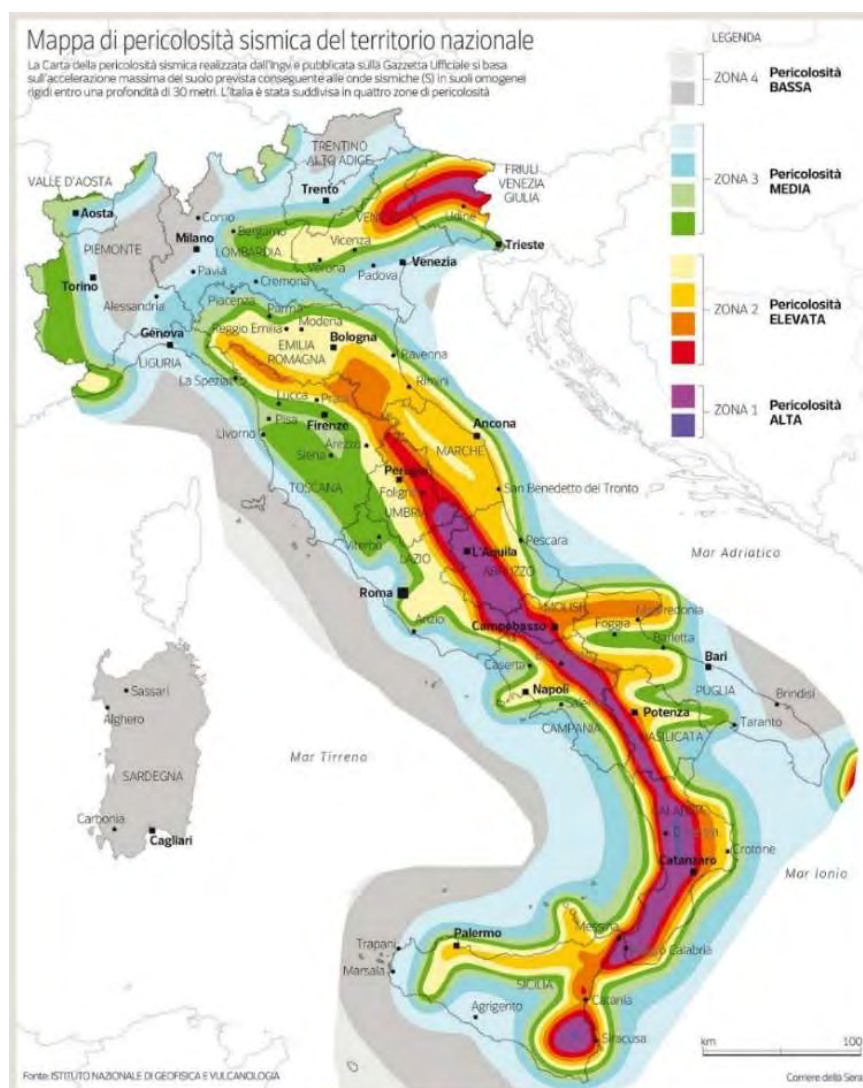 Mappa di pericolosità sismica del territorio nazionale
La Carta della pericolosità sismica realizzata dall'Ingv e pubblicata sulla Gazzetta Ufficiale si basa
sull'accelerazione massima del suolo prevista conseguente alle onde sismiche (S) in suoli omogenei
rigidi entro una profondità di 30 metri. L'Italia è stata suddivisa in quattro zone di pericolosità
LEGENDA
ZONA 4 Pericolosità
BASSA
ZONA 3 Pericolosità
MEDIA
ZONA 2 Pericolosità
ELEVATA
ZONA 1 Pericolosità
ALTA
TRENTINO
ALTO ADIGE
FRIULI
VENEZIA
GIULIA
VALLE D'AOSTA
Trento
Aosta
Como
Udine
Bergamo
Trieste
PIEMONTE
Milano
LOMBARDIA
Vicenza
Venezia
Verona
Padova
Pavia
Torino
Cremona
Alessandria
Piacenza
Parma
Modena
Reggio Emilia
Genova
EMILIA
ROMAGNA
Bologna
Ravenna
LIGURIA
La Spezia
Rimini
Lucca
Pisa
Firenze
Ancona
Livorno
Arezzo
MARCHE
Siena
TOSCANA
Foligno
San Benedetto del Tronto
UMBRIA
Viterbo
Pescara
LAZIO
L'Aquila
ABRUZZO
Mar Adriatico
Roma
Anzio
Campobasso
MOLISE
Manfredonia
Foggia
Barletta
Caserta
Bari
Sassari
Napoli
PUGLIA
Brindisi
Alghero
Potenza
CAMPANIA
BASILICATA
Taranto
Mar Tirreno
SARDEGNA
Carbonia
Cagliari
Crotone
Catanzaro
Mar Ionio
Messina
Palermo
Reggio Calabria
Trapani
Marsala
SICILIA
Catania
Agrigento
Siracusa
km 100
Fonte: ISTITUTO NAZIONALE DI GEOFISICA E VULCANOLOGIA
Corriere della Sera